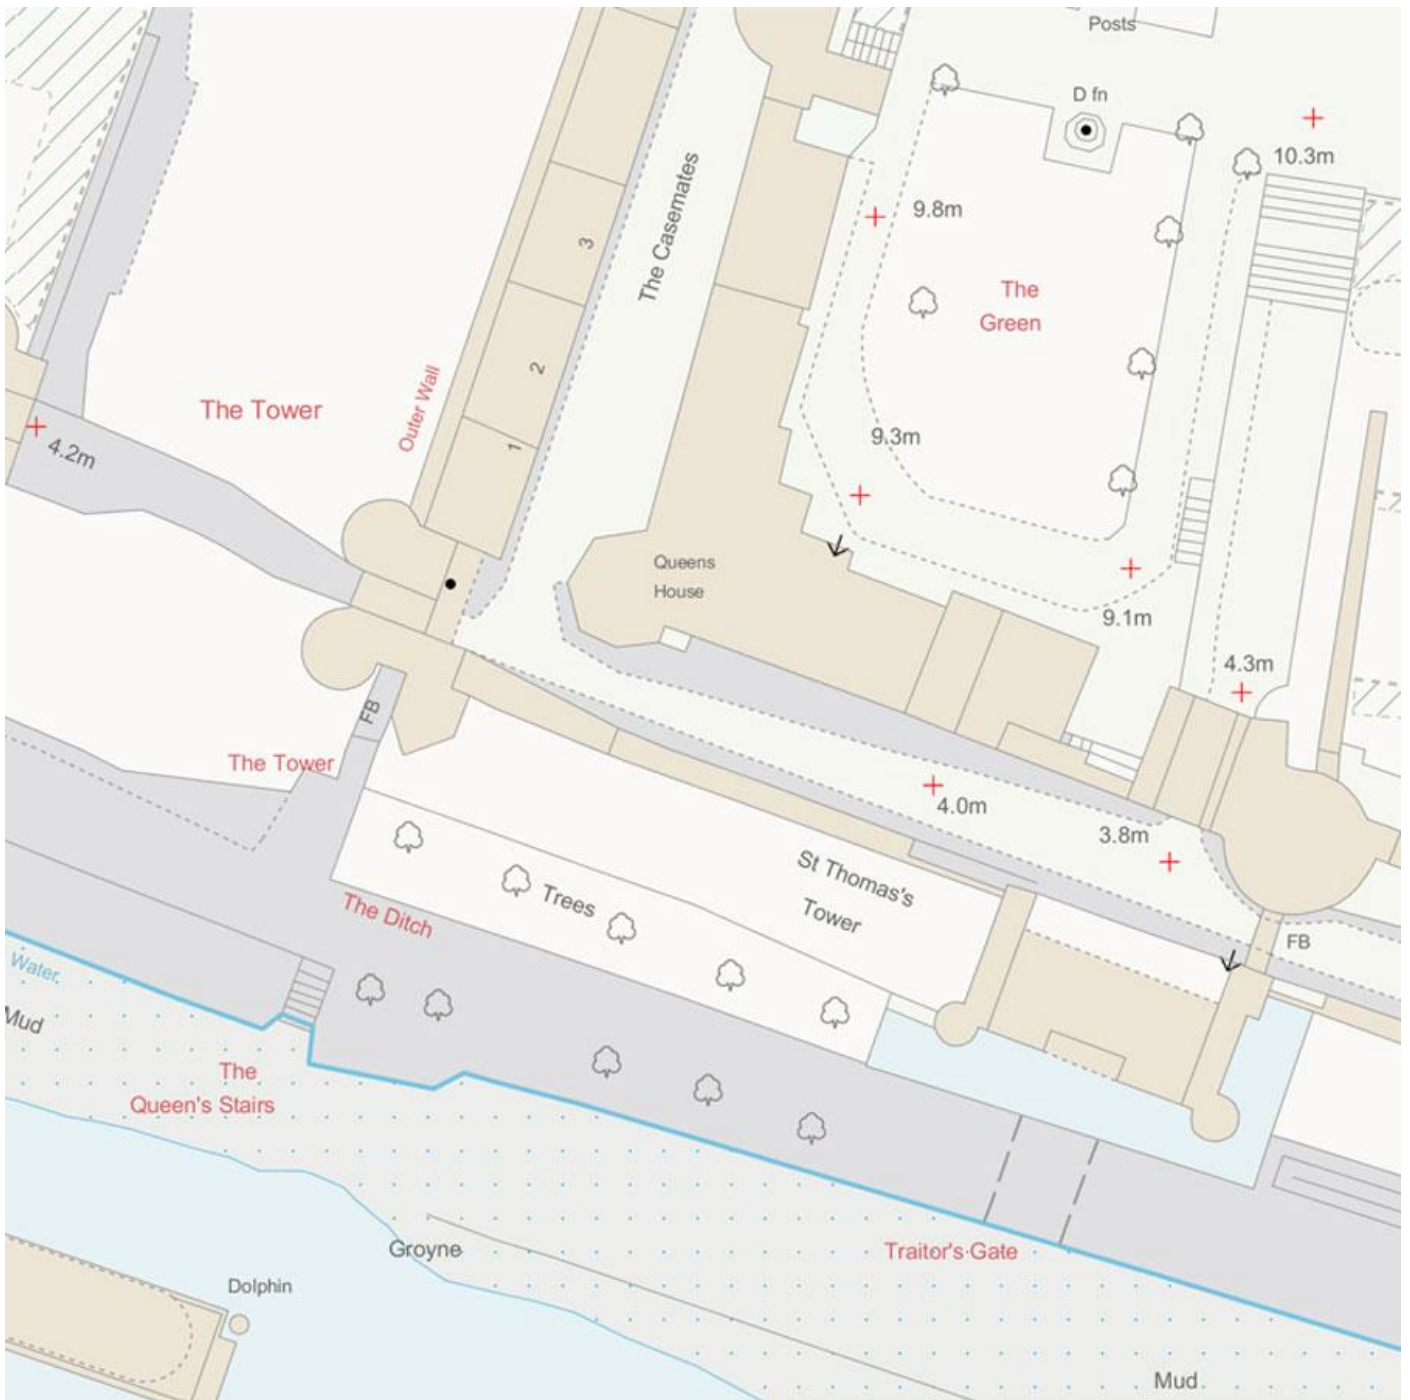 Posts
D fn
10.3m
9.8m
The Casemates
3
The
Green
2
Outer Wall
The Tower
9.3m
1
4.2m
Queens
House
9.1m
4.3m
FB
The Tower
4.0m
3.8m
St Thomas's
Tower
Trees
The Ditch
FB
Water
Mud
The
Queen's Stairs
Groyne
Traitor's Gate
Dolphin
Mud